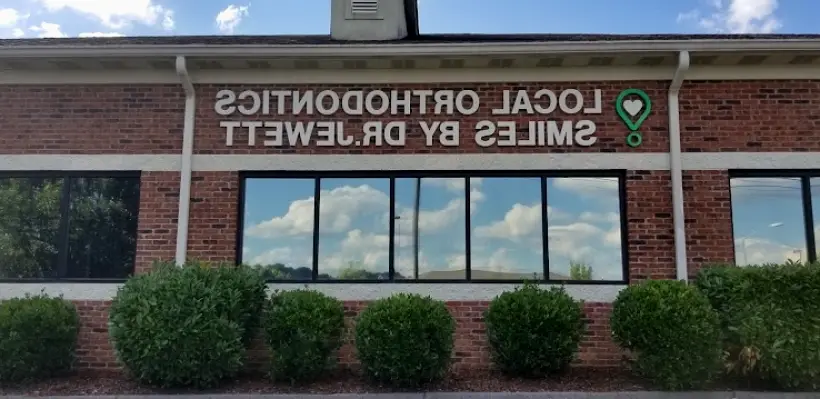 LOCAL ORTHODONTICS
SMILES BY DR.JEWETT